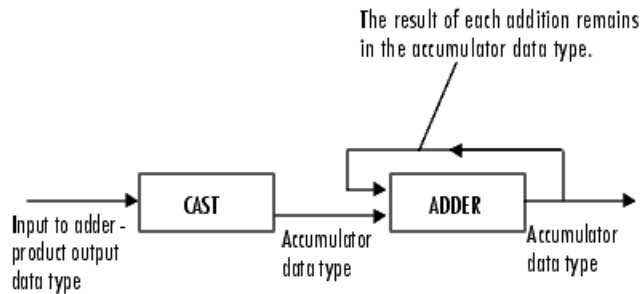 The result of each addition remains
in the accumulator data type.
CAST
ADDER
Input to adder -
product output
data type
Accumulator
data type
Accumulator
data type